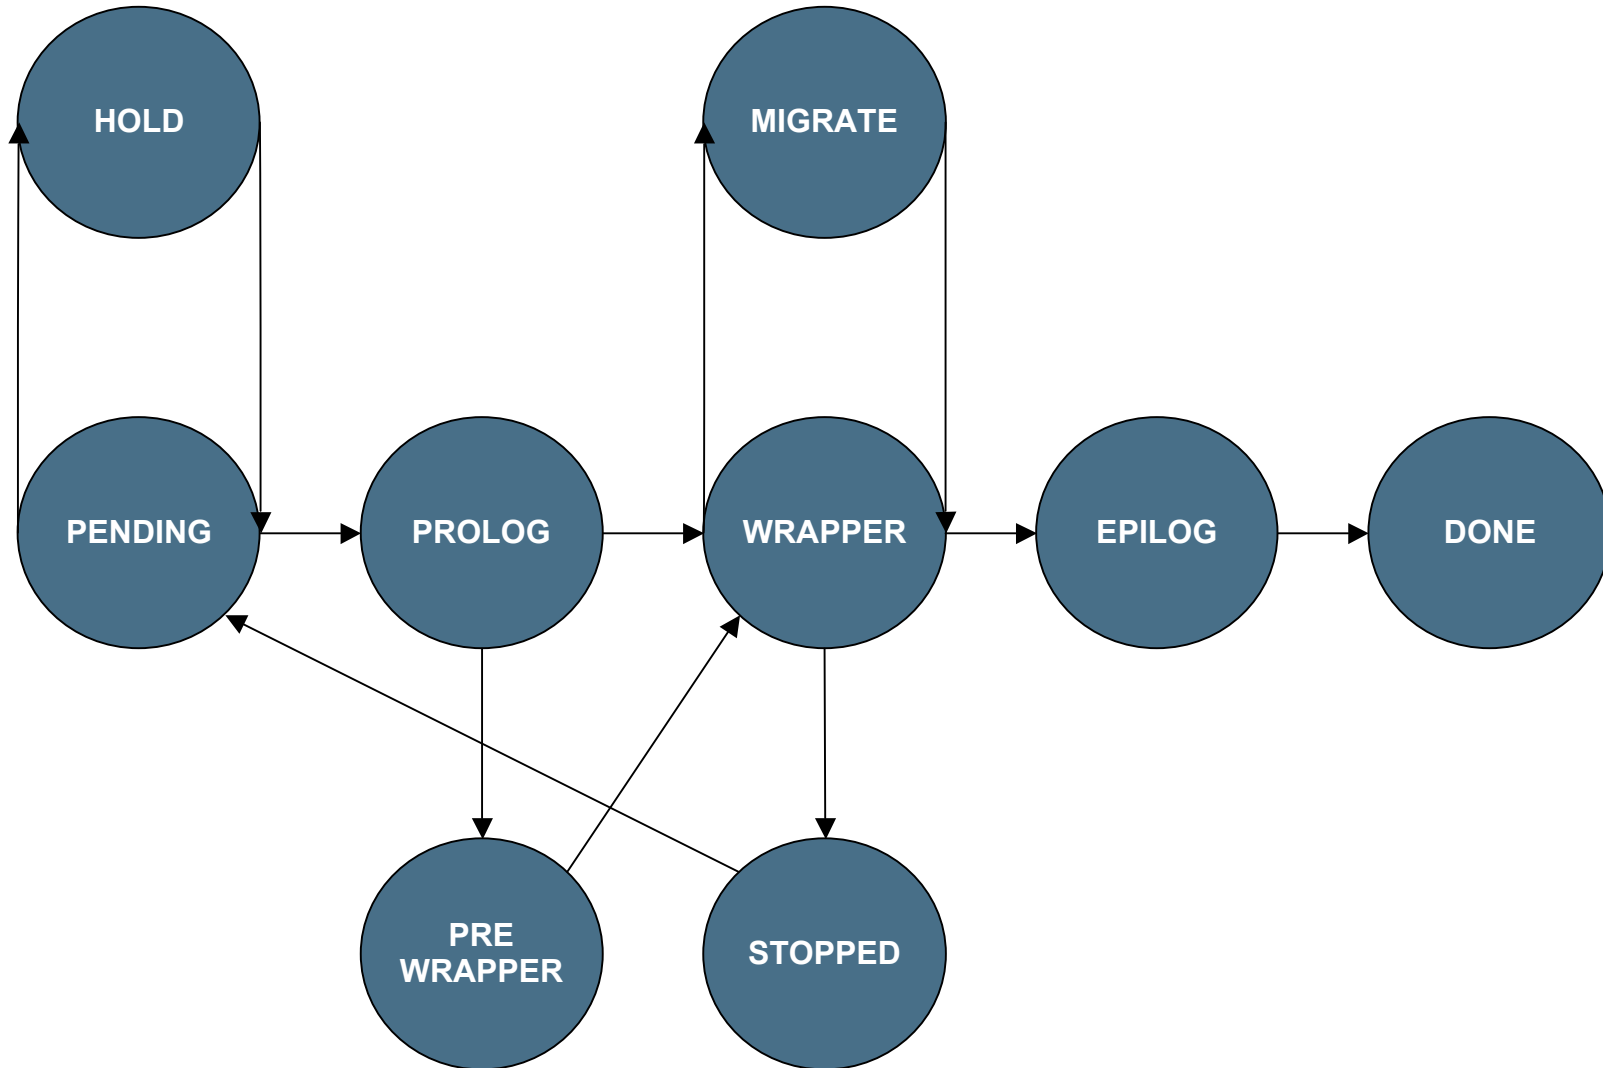 HOLD
MIGRATE
PENDING
PROLOG
WRAPPER
EPILOG
DONE
PRE
WRAPPER
STOPPED